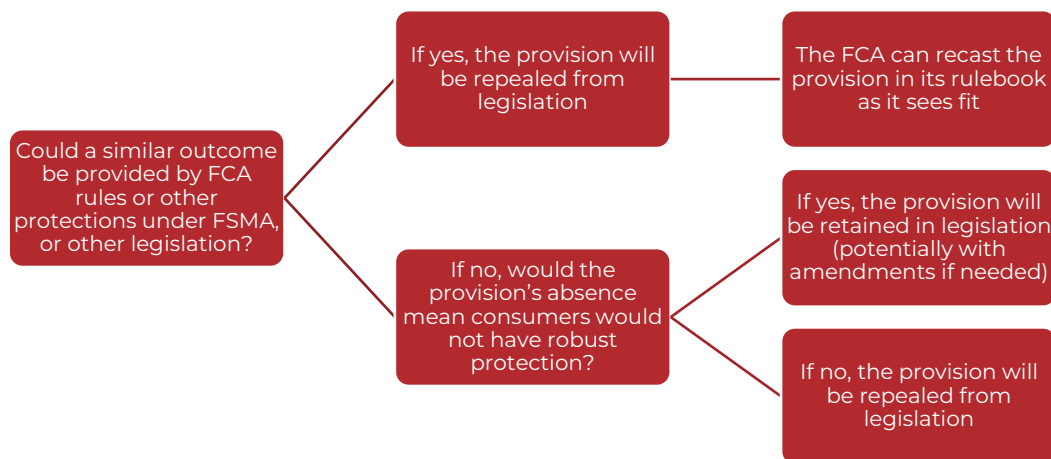 Could a similar outcome
be provided by FCA
rules or other
protections under FSMA,
or other legislation?
If yes, the provision will
be repealed from
legislation
The FCA can recast the
provision in its rulebook
as it sees fit
If no, would the
provision’s absence
mean consumers would
not have robust
protection?
If yes, the provision will
be retained in legislation
(potentially with
amendments if needed)
If no, the provision will
be repealed from
legislation